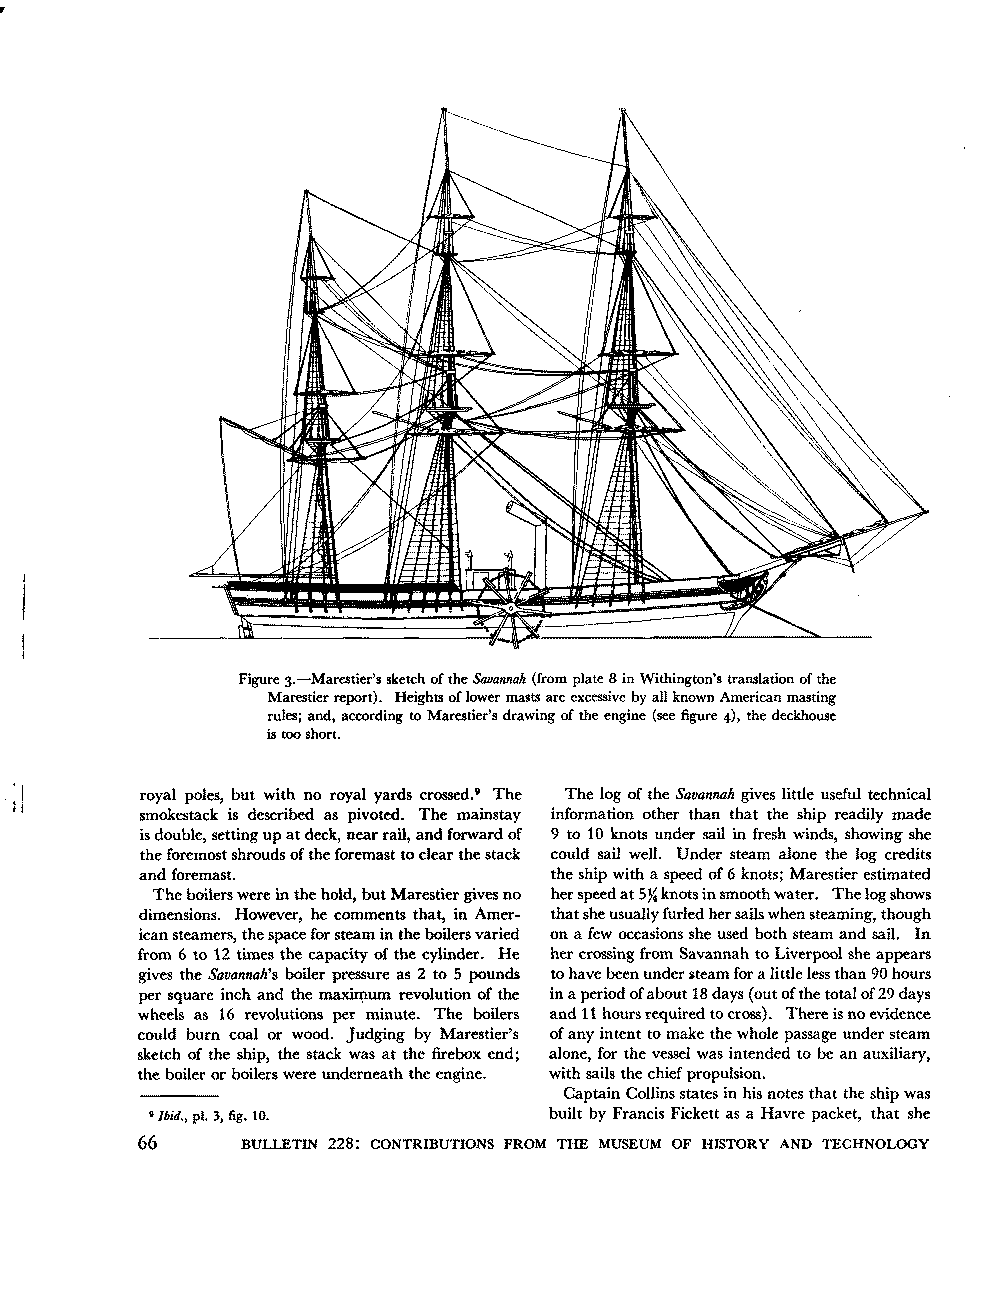 Figure 3.—Marestier's sketch of the Savannah (from plate 8 in Withington's translation of the
Marestier report). Heights of lower masts are excessive by all known American masting
rules; and, according to Marestier's drawing of the engine (see figure 4), the deckhouse
is too short.
royal poles, but with no royal yards crossed.⁹ The
smokestack is described as pivoted. The mainstay
is double, setting up at deck, near rail, and forward of
the foremost shrouds of the foremast to clear the stack
and foremast.
The boilers were in the hold, but Marestier gives no
dimensions. However, he comments that, in Amer-
ican steamers, the space for steam in the boilers varied
from 6 to 12 times the capacity of the cylinder. He
gives the Savannah's boiler pressure as 2 to 5 pounds
per square inch and the maximum revolution of the
wheels as 16 revolutions per minute. The boilers
could burn coal or wood. Judging by Marestier's
sketch of the ship, the stack was at the firebox end;
the boiler or boilers were underneath the engine.
⁹ Ibid., pl. 3, fig. 10.
The log of the Savannah gives little useful technical
information other than that the ship readily made
9 to 10 knots under sail in fresh winds, showing she
could sail well. Under steam alone the log credits
the ship with a speed of 6 knots; Marestier estimated
her speed at knots in smooth water. The log shows
that she usually furled her sails when steaming, though
on a few occasions she used both steam and sail. In
her crossing from Savannah to Liverpool she appears
to have been under steam for a little less than 90 hours
in a period of about 18 days (out of the total of 29 days
and 11 hours required to cross). There is no evidence
of any intent to make the whole passage under steam
alone, for the vessel was intended to be an auxiliary,
with sails the chief propulsion.
Captain Collins states in his notes that the ship was
built by Francis Fickett as a Havre packet, that she
66 BULLETIN 228: CONTRIBUTIONS FROM THE MUSEUM OF HISTORY AND TECHNOLOGY